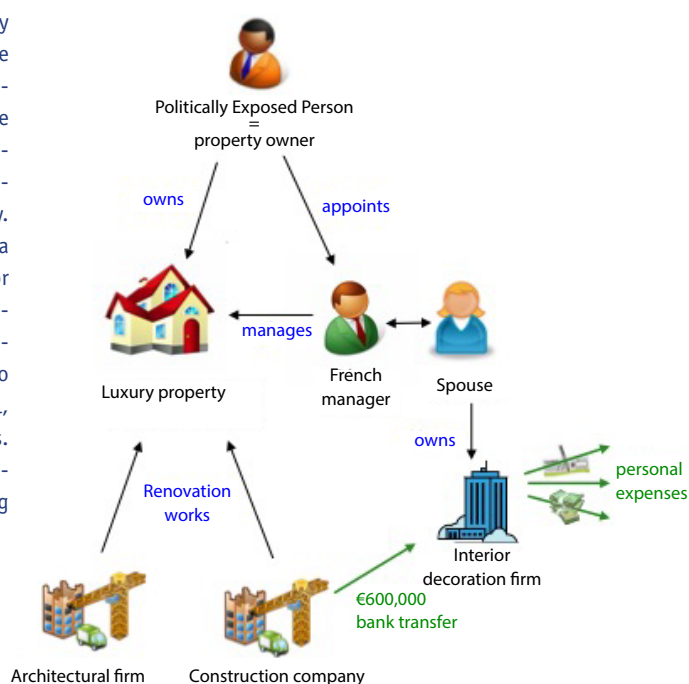 y
e
-
e
-
-
y.
a
or
-
-
o
.,
s.
-
g
Politically Exposed Person
=
property owner
owns
appoints
manages
Luxury property
French
manager
Spouse
owns
Renovation
works
personal
expenses
Interior
decoration firm
€600,000
bank transfer
Architectural firm
Construction company